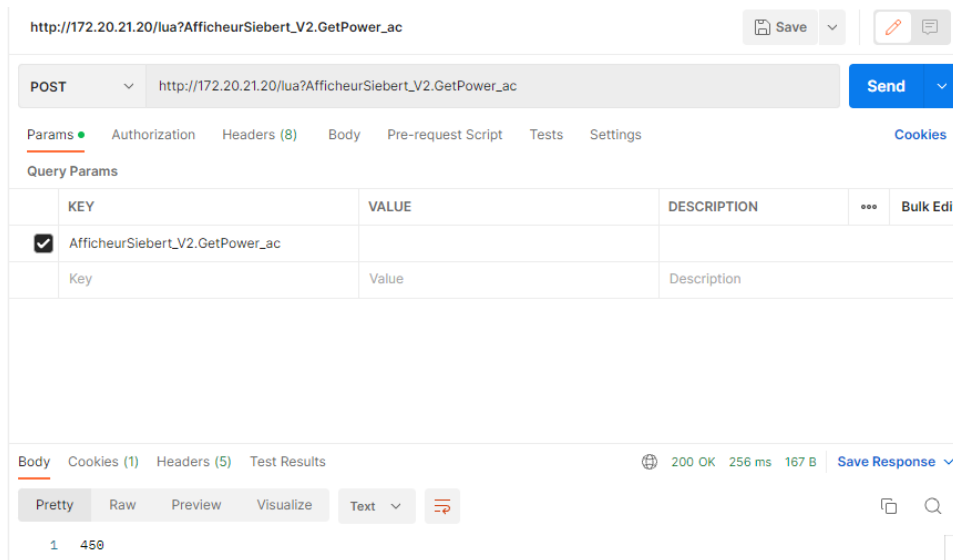 http://172.20.21.20/lua?AfficheurSiebert_V2.GetPower_ac Save
POST http://172.20.21.20/lua?AfficheurSiebert_V2.GetPower_ac Send
Params Authorization Headers (8) Body Pre-request Script Tests Settings Cookies
Query Params
KEY VALUE DESCRIPTION Bulk Edi
AfficheurSiebert_V2.GetPower_ac
Key Value Description
Body Cookies (1) Headers (5) Test Results 200 OK 256 ms 167 B Save Response
Pretty Raw Preview Visualize Text
1 450